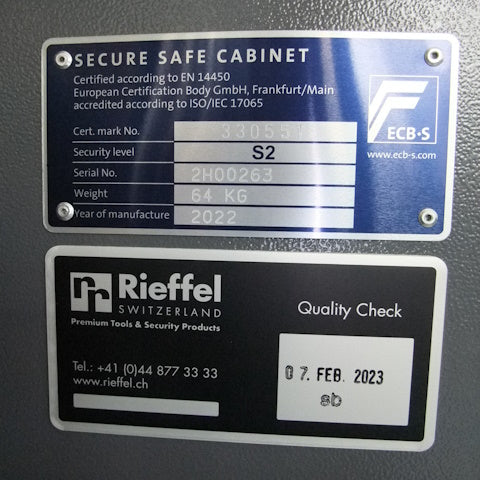 SECURE SAFE CABINET
Certified according to EN 14450
European Certification Body GmbH, Frankfurt/Main
accredited according to ISO/IEC 17065
ECB•S
www.ecb-s.com
Cert. mark No. 330551
Security level S2
Serial No. 2H00263
Weight 64 KG
Year of manufacture 2022
Rieffel
SWITZERLAND
Premium Tools & Security Products
Quality Check
Tel.: +41 (0)44 877 33 33
www.rieffel.ch
07. FEB. 2023
sb